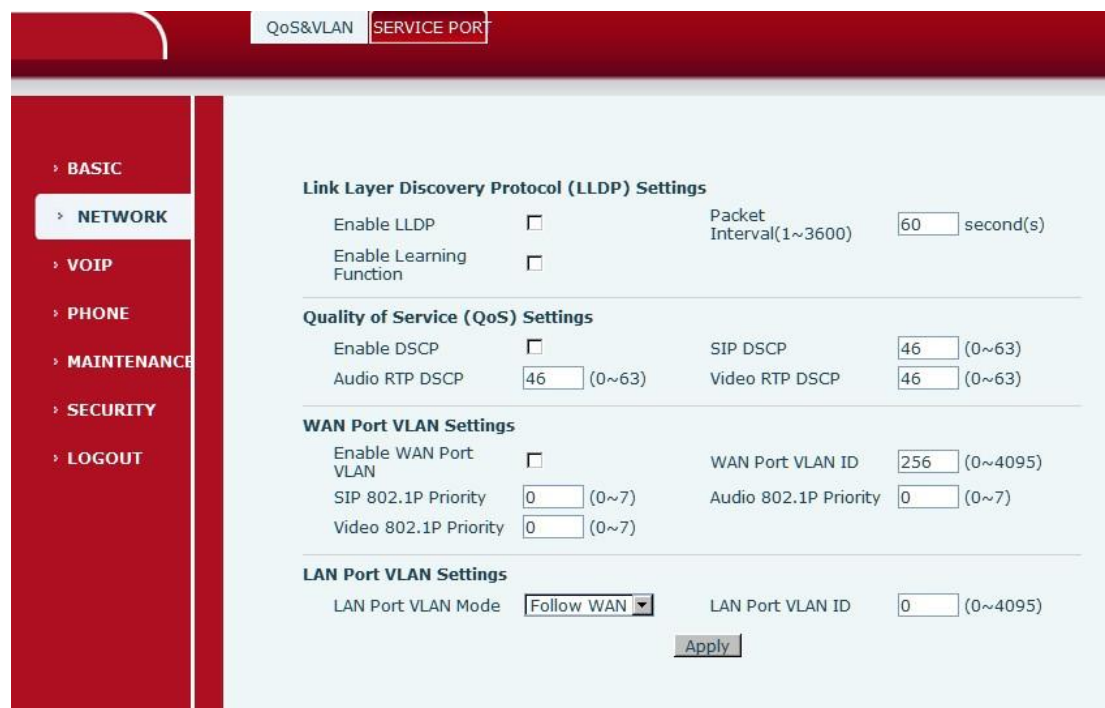 QoS&VLAN SERVICE PORT
› BASIC
› NETWORK
› VOIP
› PHONE
› MAINTENANCE
› SECURITY
› LOGOUT
Link Layer Discovery Protocol (LLDP) Settings
Enable LLDP Packet Interval(1~3600) 60 second(s)
Enable Learning
Function
Quality of Service (QoS) Settings
Enable DSCP SIP DSCP 46 (0~63)
Audio RTP DSCP 46 (0~63) Video RTP DSCP 46 (0~63)
WAN Port VLAN Settings
Enable WAN Port
VLAN WAN Port VLAN ID 256 (0~4095)
SIP 802.1P Priority 0 (0~7) Audio 802.1P Priority 0 (0~7)
Video 802.1P Priority 0 (0~7)
LAN Port VLAN Settings
LAN Port VLAN Mode Follow WAN LAN Port VLAN ID 0 (0~4095)
Apply